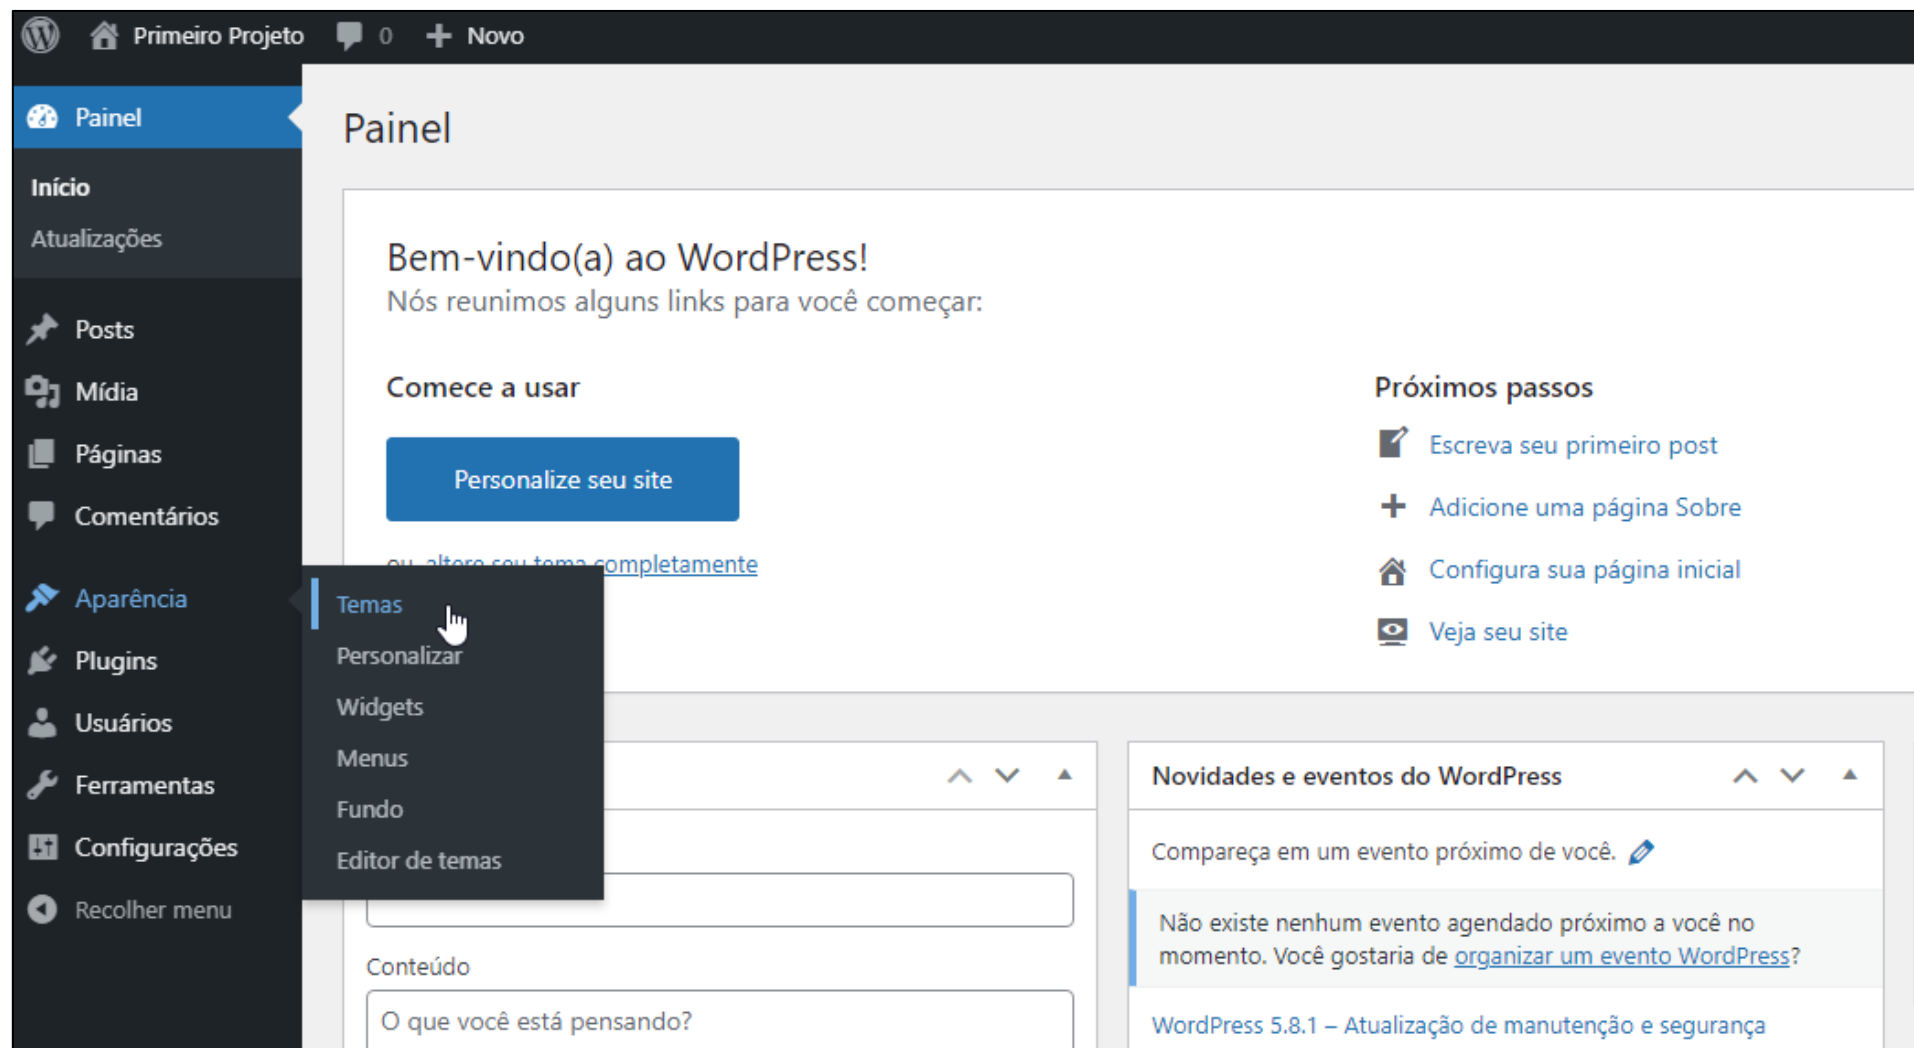 Primeiro Projeto 0 Novo
Painel
Início
Atualizações
Posts
Mídia
Páginas
Comentários
Aparência
Plugins
Usuários
Ferramentas
Configurações
Recolher menu
Temas
Personalizar
Widgets
Menus
Fundo
Editor de temas
Painel
Bem-vindo(a) ao WordPress!
Nós reunimos alguns links para você começar:
Comece a usar
Personalize seu site
ou altere seu tema completamente
Próximos passos
Escreva seu primeiro post
Adicione uma página Sobre
Configura sua página inicial
Veja seu site
Conteúdo
O que você está pensando?
Novidades e eventos do WordPress
Compareça em um evento próximo de você.
Não existe nenhum evento agendado próximo a você no
momento. Você gostaria de organizar um evento WordPress?
WordPress 5.8.1 – Atualização de manutenção e segurança